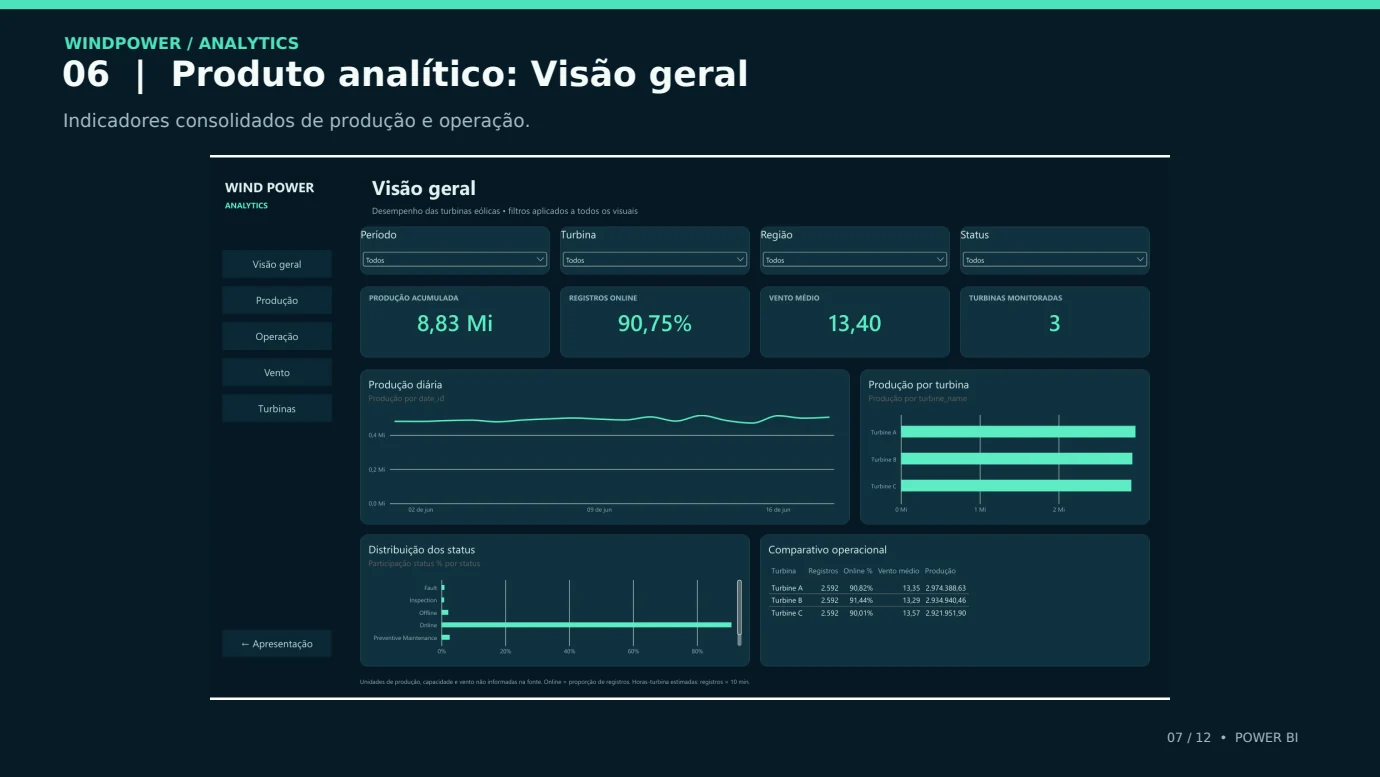 WINDPOWER / ANALYTICS
06 | Produto analítico: Visão geral
Indicadores consolidados de produção e operação.
WIND POWER
ANALYTICS
Visão geral
Produção
Operação
Vento
Turbinas
← Apresentação
Visão geral
Desempenho das turbinas eólicas • filtros aplicados a todos os visuais
Período
Todos
Turbina
Todos
Região
Todos
Status
Todos
PRODUÇÃO ACUMULADA
8,83 Mi
REGISTROS ONLINE
90,75%
VENTO MÉDIO
13,40
TURBINAS MONITORADAS
3
Produção diária
Produção por date_id
0,4 Mi
0,2 Mi
0,0 Mi
02 de jun 09 de jun 16 de jun
Produção por turbina
Produção por turbine_name
Turbine A
Turbine B
Turbine C
0 Mi 1 Mi 2 Mi
Distribuição dos status
Participação status % por status
Fault
Inspection
Offline
Online
Preventive Maintenance
0% 20% 40% 60% 80%
Comparativo operacional
Turbina Registros Online % Vento médio Produção
Turbine A 2.592 90,82% 13,35 2.974.388,63
Turbine B 2.592 91,44% 13,29 2.934.940,46
Turbine C 2.592 90,01% 13,57 2.921.951,90
Unidades de produção, capacidade e vento não informadas na fonte. Online = proporção de registros. Horas-turbina estimadas: registros × 10 min.
07 / 12 • POWER BI